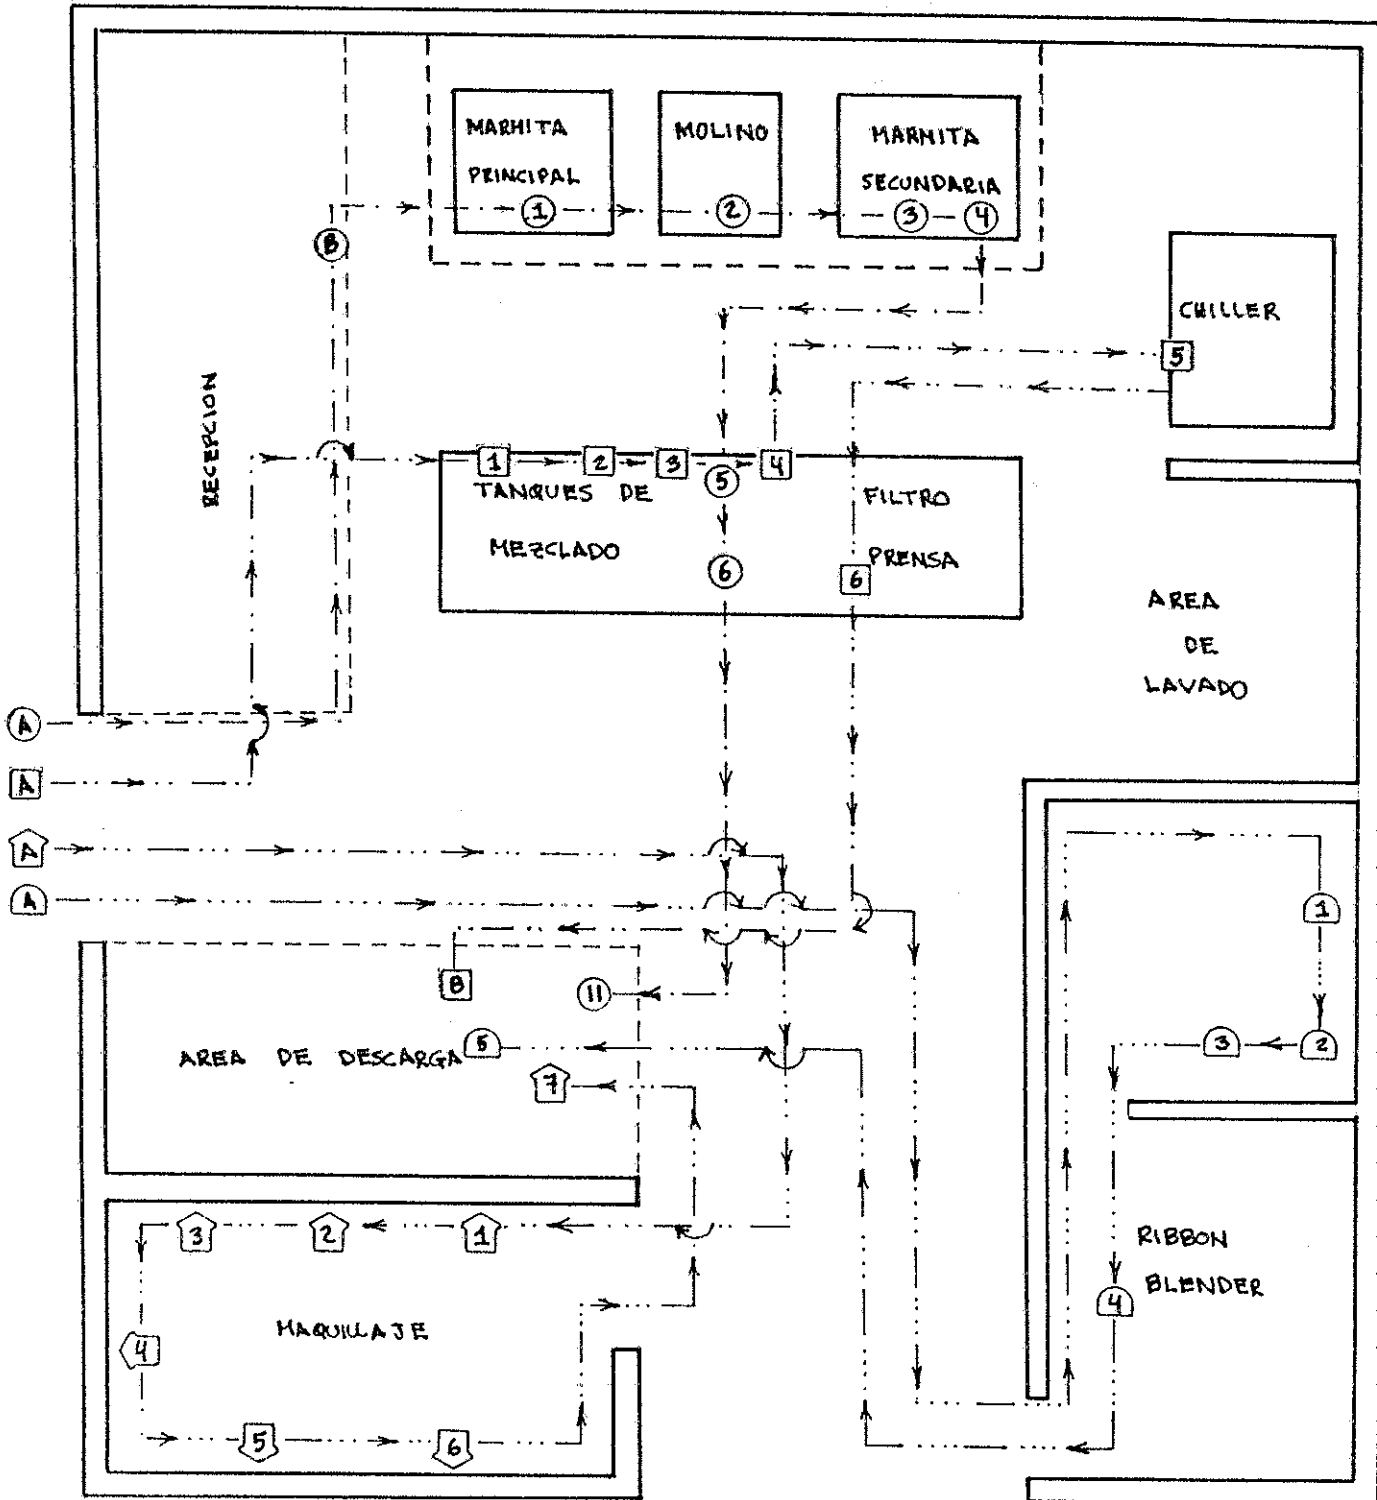 MARMITA
PRINCIPAL
1
MOLINO
2
MARMITA
SECUNDARIA
3
4
B
CHILLER
5
RECEPCION
1
2
3
4
5
TANQUES DE
MEZCLADO
6
FILTRO
PRENSA
6
AREA
DE
LAVADO
A
A
A
A
B
11
AREA DE DESCARGA
5
7
1
2
3
3
2
1
4
MAQUILLAJE
5
6
RIBBON
BLENDER
4